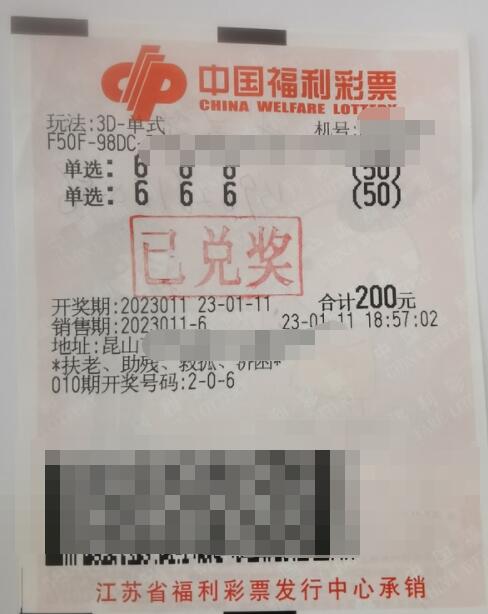 中国福利彩票
CHINA WELFARE LOTTERY
玩法:3D-单式 机号:
F50F-98DC-
单选: 6 6 6 (50)
单选: 6 6 6 (50)
已兑奖
开奖期:2023011 23-01-11 合计200元
销售期:2023011-6 23-01-11 18:57:02
地址:昆山
*扶老、助残、救孤、济困*
010期开奖号码:2-0-6
江苏省福利彩票发行中心承销